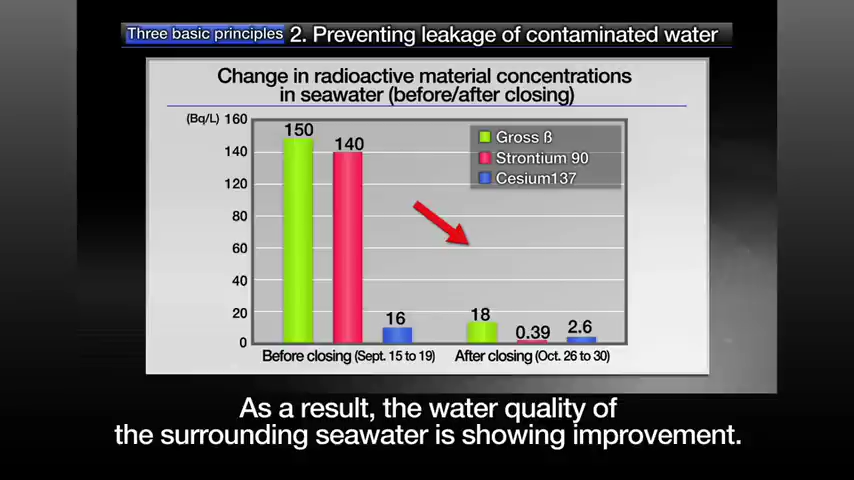 Three basic principles 2. Preventing leakage of contaminated water
Change in radioactive material concentrations
in seawater (before/after closing)
(Bq/L) 160
140
120
80
60
40
20
0
150
140
16
18
0.39
2.6
Gross ß
Strontium 90
Cesium137
Before closing (Sept. 15 to 19) After closing (Oct. 26 to 30)
As a result, the water quality of
the surrounding seawater is showing improvement.